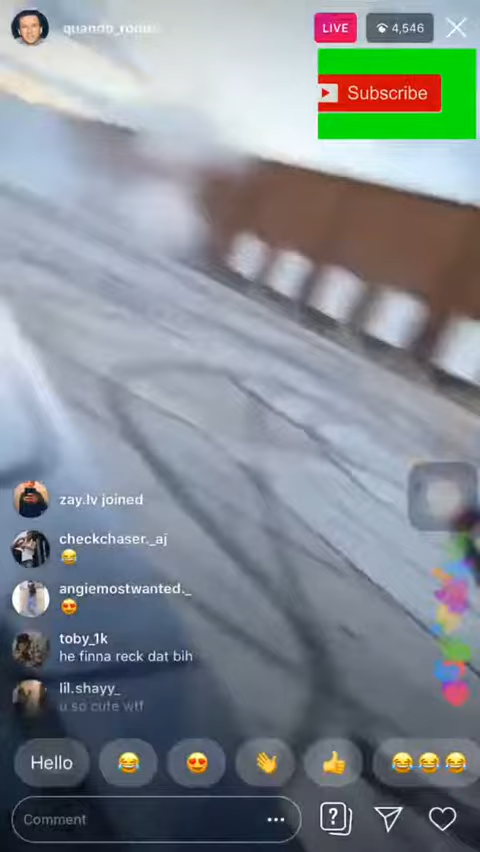 LIVE
4,546
Subscribe
zay.lv joined
checkchaser._aj
😂
angiemostwanted._
😍
toby_1k
he finna reck dat bih
lil.shayy_
u so cute wtf
Hello
😂
😍
👋
👍
😂😂😂
Comment